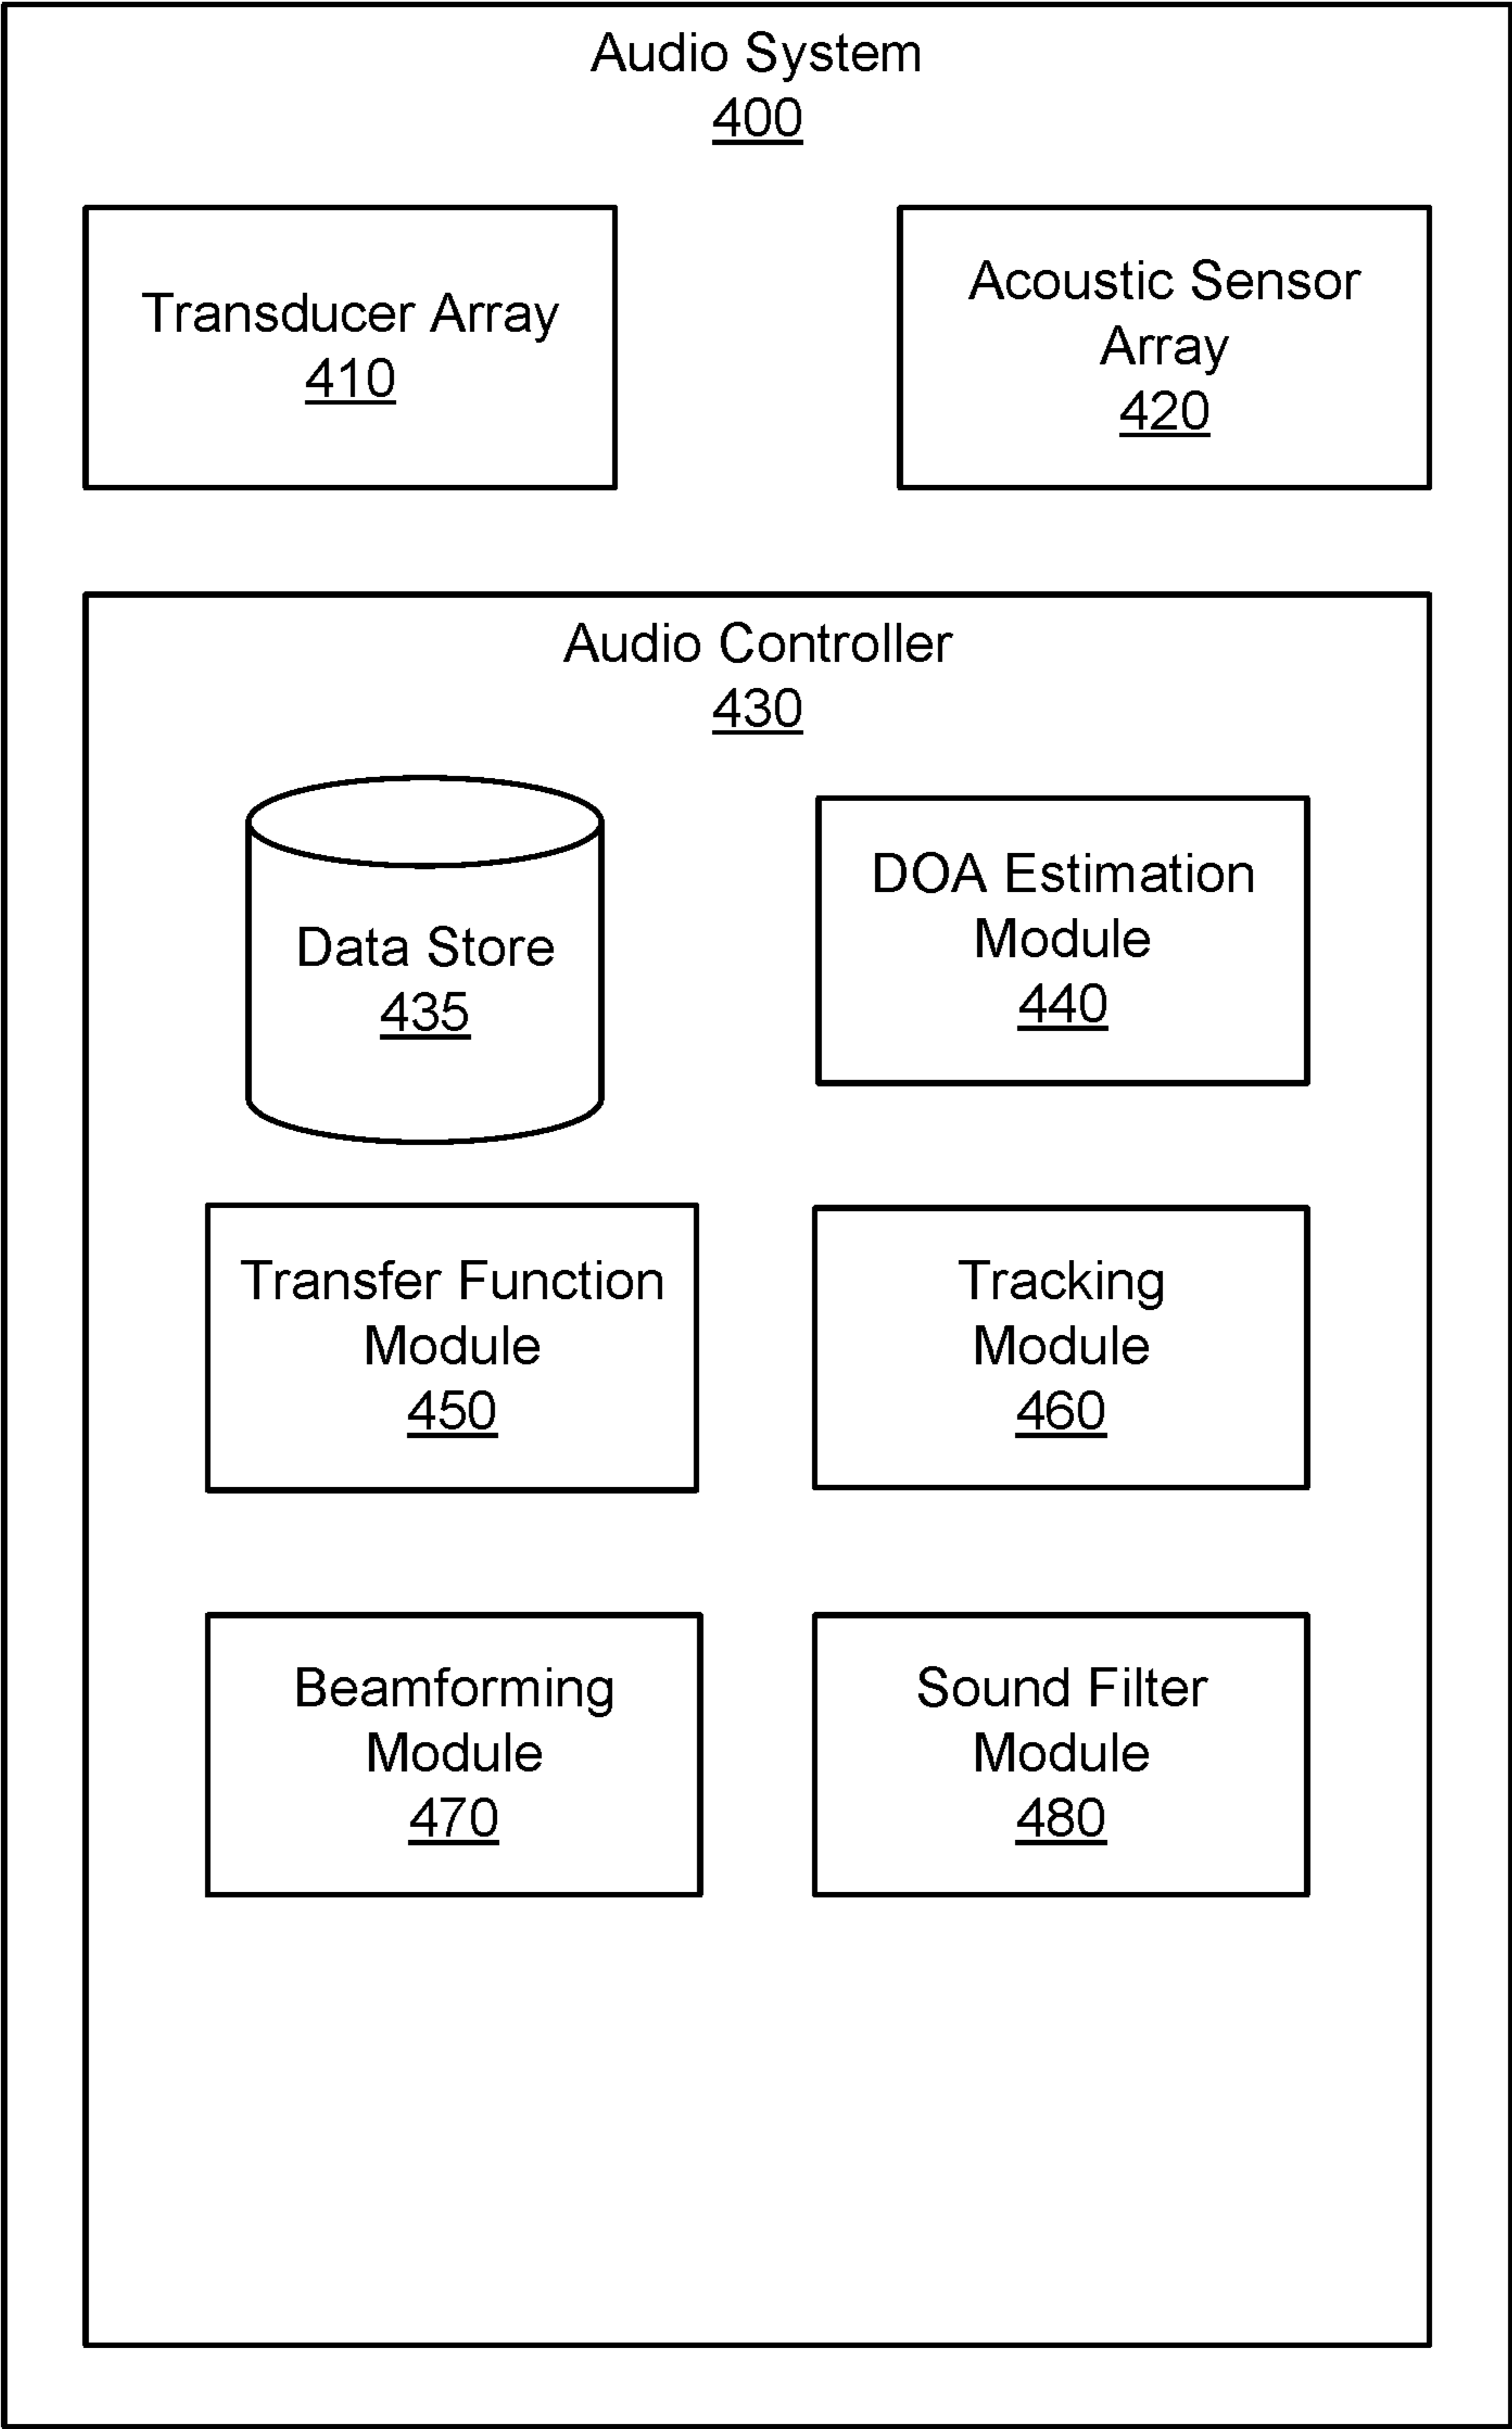 Audio System
400
Transducer Array
410
Acoustic Sensor
Array
420
Audio Controller
430
Data Store
435
DOA Estimation
Module
440
Transfer Function
Module
450
Tracking
Module
460
Beamforming
Module
470
Sound Filter
Module
480